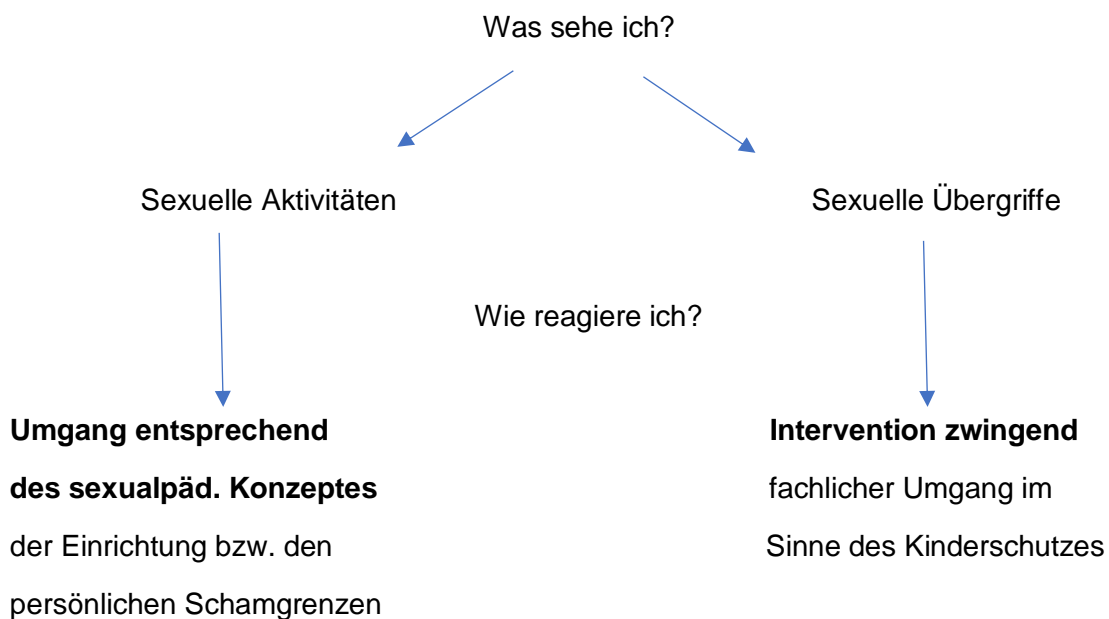 Was sehe ich?
Sexuelle Aktivitäten
Sexuelle Übergriffe
Wie reagiere ich?
Umgang entsprechend
des sexualpäd. Konzeptes
der Einrichtung bzw. den
persönlichen Schamgrenzen
Intervention zwingend
fachlicher Umgang im
Sinne des Kinderschutzes